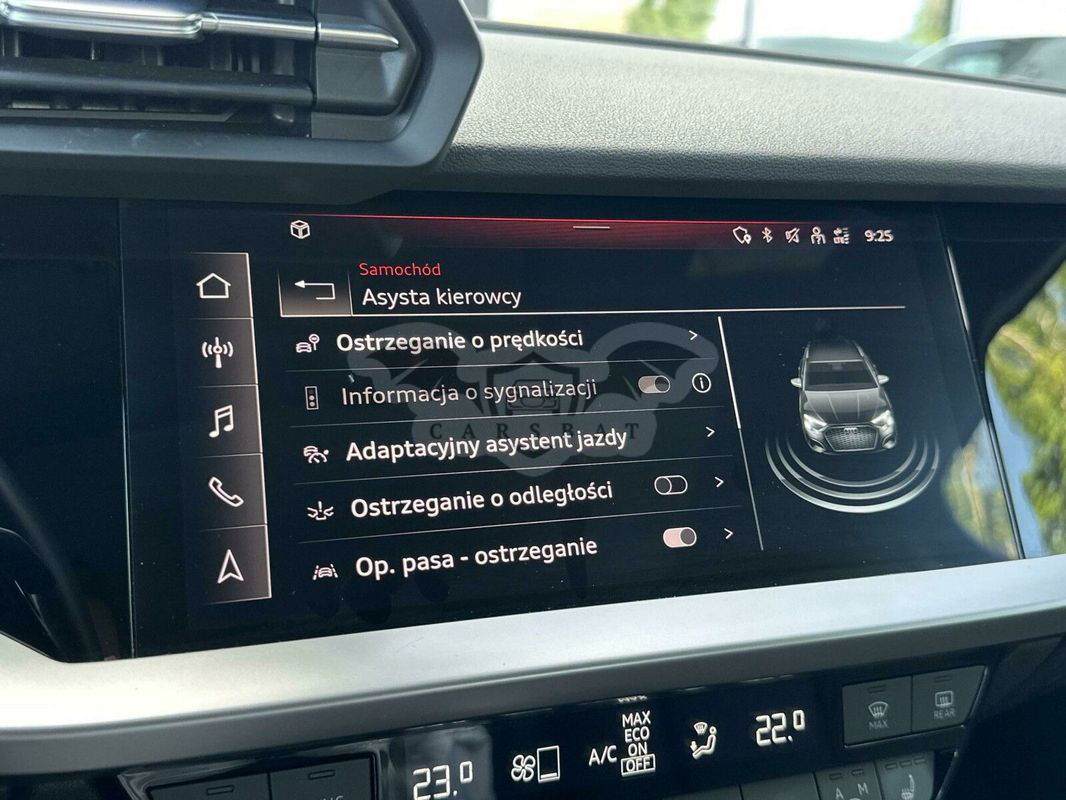 9:25
Samochód
Asysta kierowcy
Ostrzeganie o prędkości
Informacja o sygnalizacji
CARSBAT
Adaptacyjny asystent jazdy
Ostrzeganie o odległości
Op. pasa - ostrzeganie
MAX
REAR
MAX
ECO
A/C ON
OFF
22.0
23.0
A M